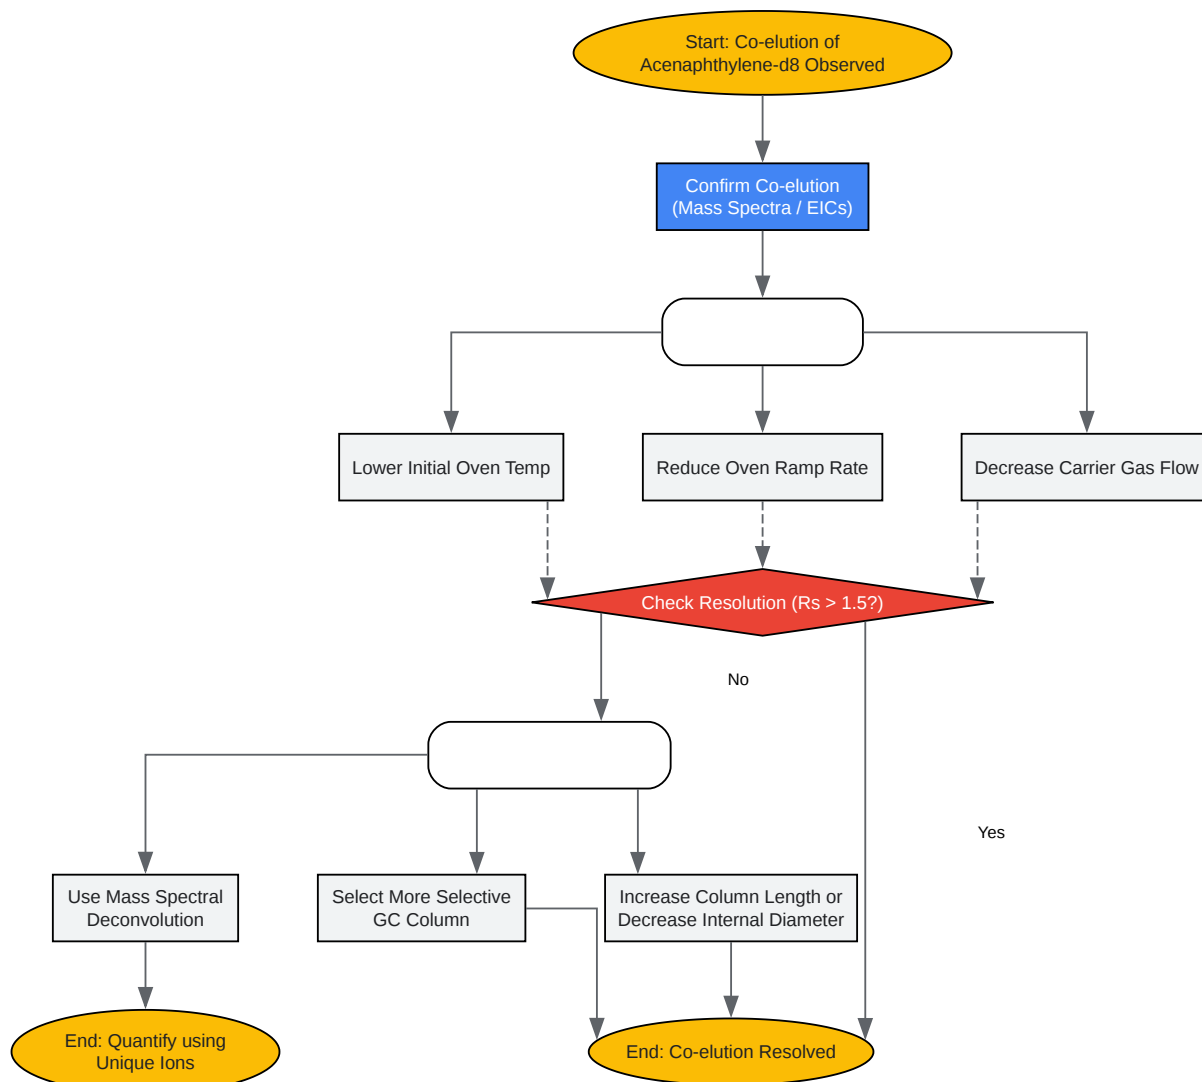 Start: Co-elution of
Acenaphthylene-d8 Observed
Confirm Co-elution
(Mass Spectra / EICs)
Lower Initial Oven Temp
Reduce Oven Ramp Rate
Decrease Carrier Gas Flow
Check Resolution (Rs > 1.5?)
No
Yes
Use Mass Spectral
Deconvolution
Select More Selective
GC Column
Increase Column Length or
Decrease Internal Diameter
End: Quantify using
Unique Ions
End: Co-elution Resolved